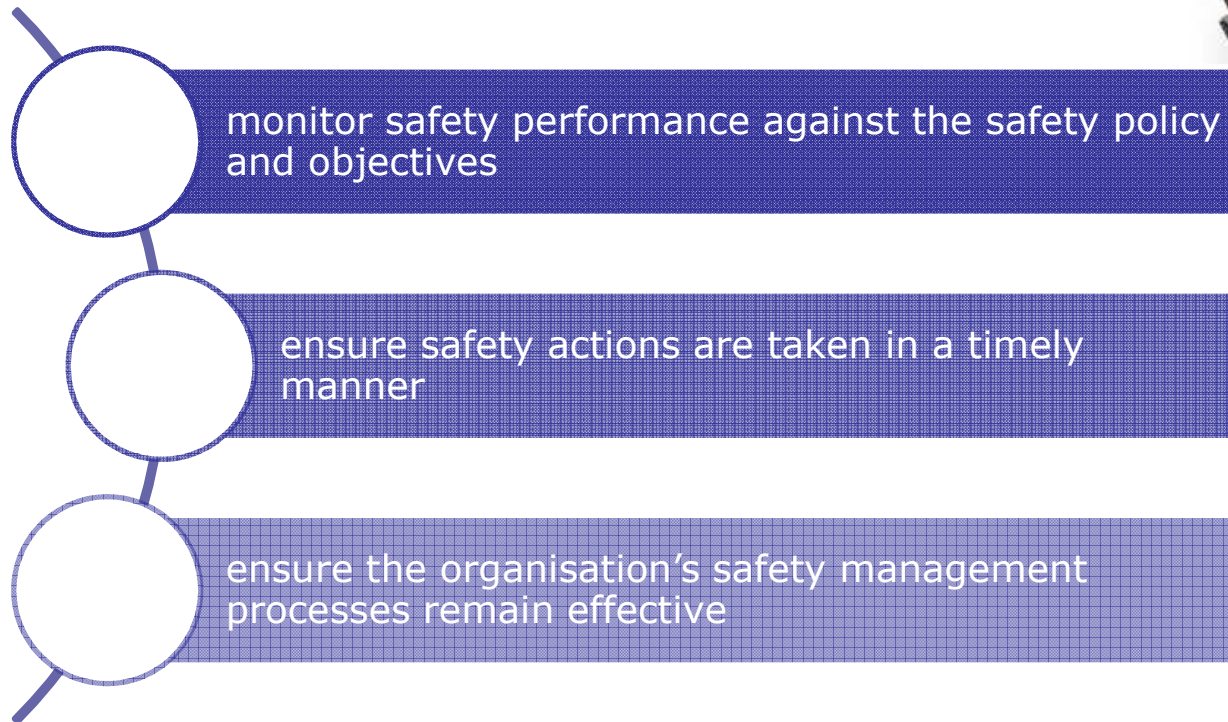 monitor safety performance against the safety policy
and objectives
ensure safety actions are taken in a timely
manner
ensure the organisation’s safety management
processes remain effective